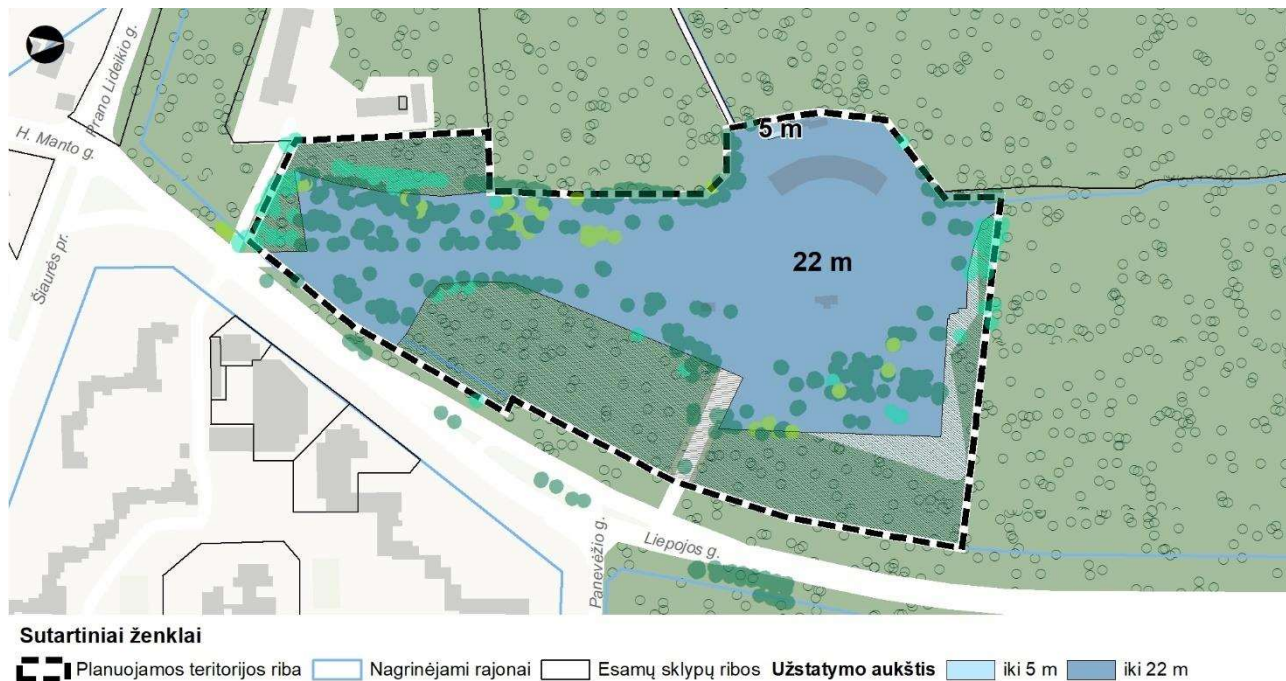 Prano Lideikio g.
H. Manto g.
Šiaurės pr.
5 m
22 m
Panevėžio g.
Liepojos g.
Sutartiniai ženklai
Planuojamos teritorijos riba Nagrinėjami rajonai Esamų sklypų ribos Užstatymo aukštis iki 5 m iki 22 m